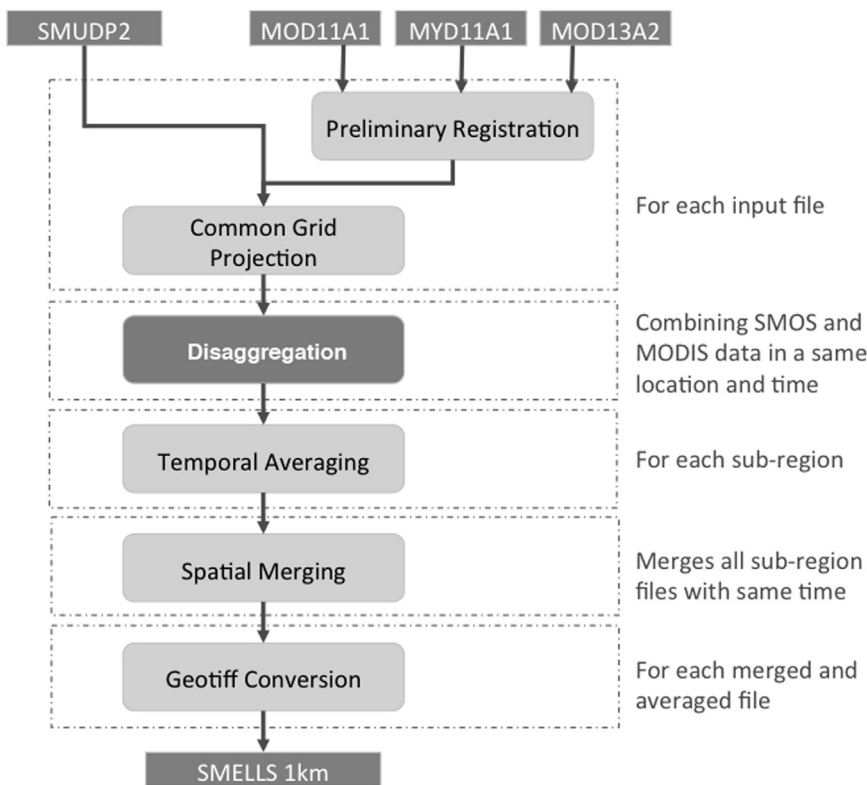 SMUDP2
MOD11A1
MYD11A1
MOD13A2
Preliminary Registration
For each input file
Common Grid
Projection
Disaggregation
Combining SMOS and
MODIS data in a same
location and time
Temporal Averaging
For each sub-region
Spatial Merging
Merges all sub-region
files with same time
Geotiff Conversion
For each merged and
averaged file
SMELLS 1km